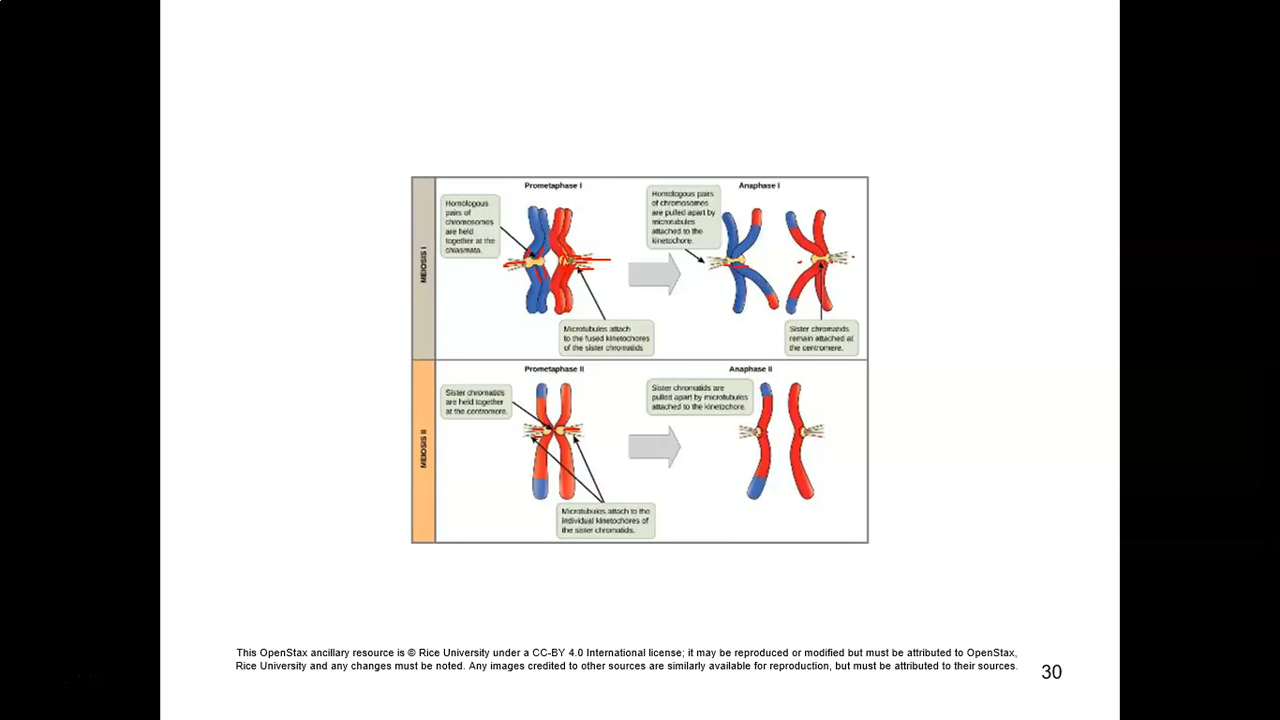 Prometaphase I
Anaphase I
MEIOSIS I
Homologous
pairs of
chromosomes
are held
together at the
chiasmata.
Homologous pairs
of chromosomes
are pulled apart by
microtubules
attached to the
kinetochore.
Microtubules attach
to the fused kinetochores
of the sister chromatids
Sister chromatids
remain attached at
the centromere.
Prometaphase II
Anaphase II
MEIOSIS II
Sister chromatids
are held together
at the centromere.
Sister chromatids are
pulled apart by microtubules
attached to the kinetochore.
Microtubules attach to the
individual kinetochores of
the sister chromatids.
This OpenStax ancillary resource is © Rice University under a CC-BY 4.0 International license; it may be reproduced or modified but must be attributed to OpenStax,
Rice University and any changes must be noted. Any images credited to other sources are similarly available for reproduction, but must be attributed to their sources.
30